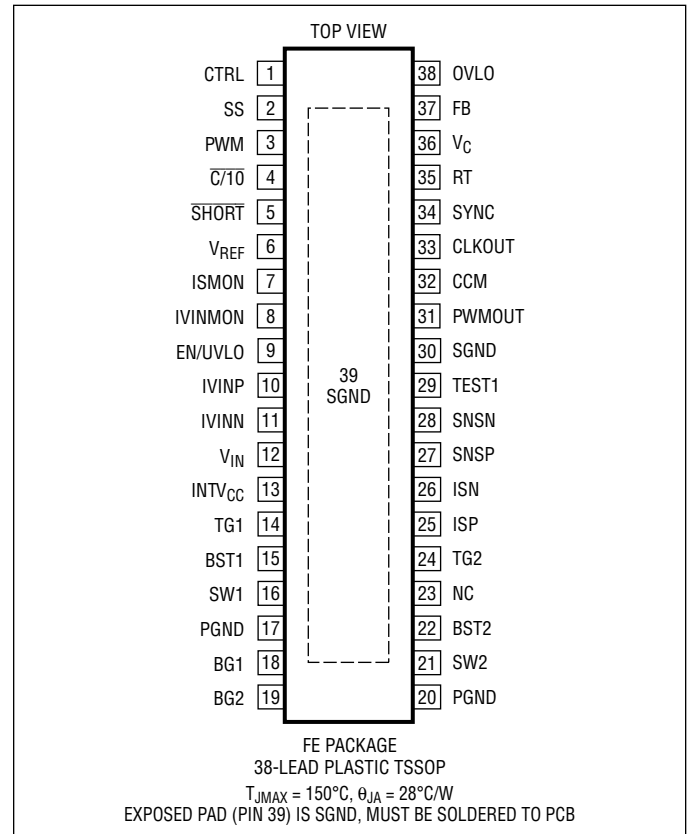 TOP VIEW
CTRL 1 38 OVLO
SS 2 37 FB
PWM 3 36 VC
C/10 4 35 RT
SHORT 5 34 SYNC
VREF 6 33 CLKOUT
ISMON 7 32 CCM
IVINMON 8 31 PWMOUT
EN/UVLO 9 30 SGND
IVINP 10 29 TEST1
IVINN 11 28 SNSN
VIN 12 27 SNSP
INTVCC 13 26 ISN
TG1 14 25 ISP
BST1 15 24 TG2
SW1 16 23 NC
PGND 17 22 BST2
BG1 18 21 SW2
BG2 19 20 PGND
39
SGND
FE PACKAGE
38-LEAD PLASTIC TSSOP
TJMAX = 150°C, θJA = 28°C/W
EXPOSED PAD (PIN 39) IS SGND, MUST BE SOLDERED TO PCB